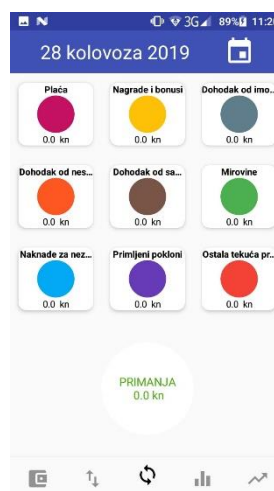 3G 89% 11:20
28 kolovoza 2019
Plaća Nagrade i bonusi Dohodak od imo..
0.0 kn 0.0 kn 0.0 kn
Dohodak od nes... Dohodak od sa... Mirovine
0.0 kn 0.0 kn 0.0 kn
Naknade za nez... Primljeni pokloni Ostala tekuća pr..
0.0 kn 0.0 kn 0.0 kn
PRIMANJA
0.0 kn